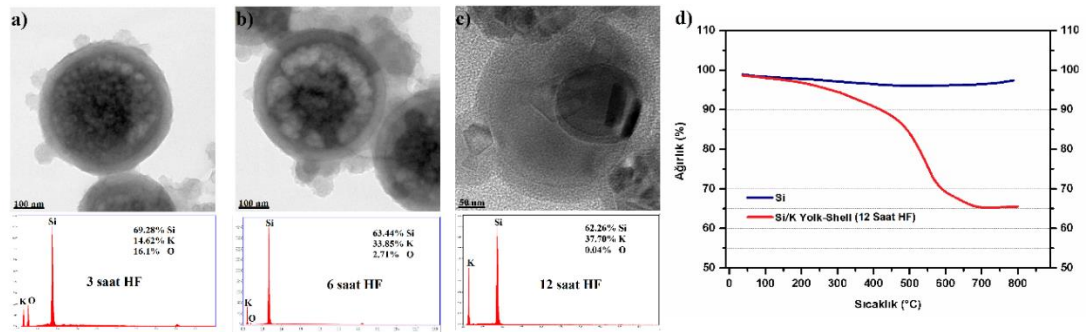 a)
100 nm
Si
69.28% Si
14.62% K
16.1% O
3 saat HF
K O
b)
100 nm
Si
63.44% Si
33.85% K
2.71% O
6 saat HF
K
O
c)
50 nm
Si
62.26% Si
37.70% K
0.04% O
12 saat HF
K
d)
110
100
90
80
70
60
50
Ağırlık (%)
Si
Si/K Yolk-Shell (12 Saat HF)
110
100
90
80
70
60
50
0 100 200 300 400 500 600 700 800
Sıcaklık (°C)